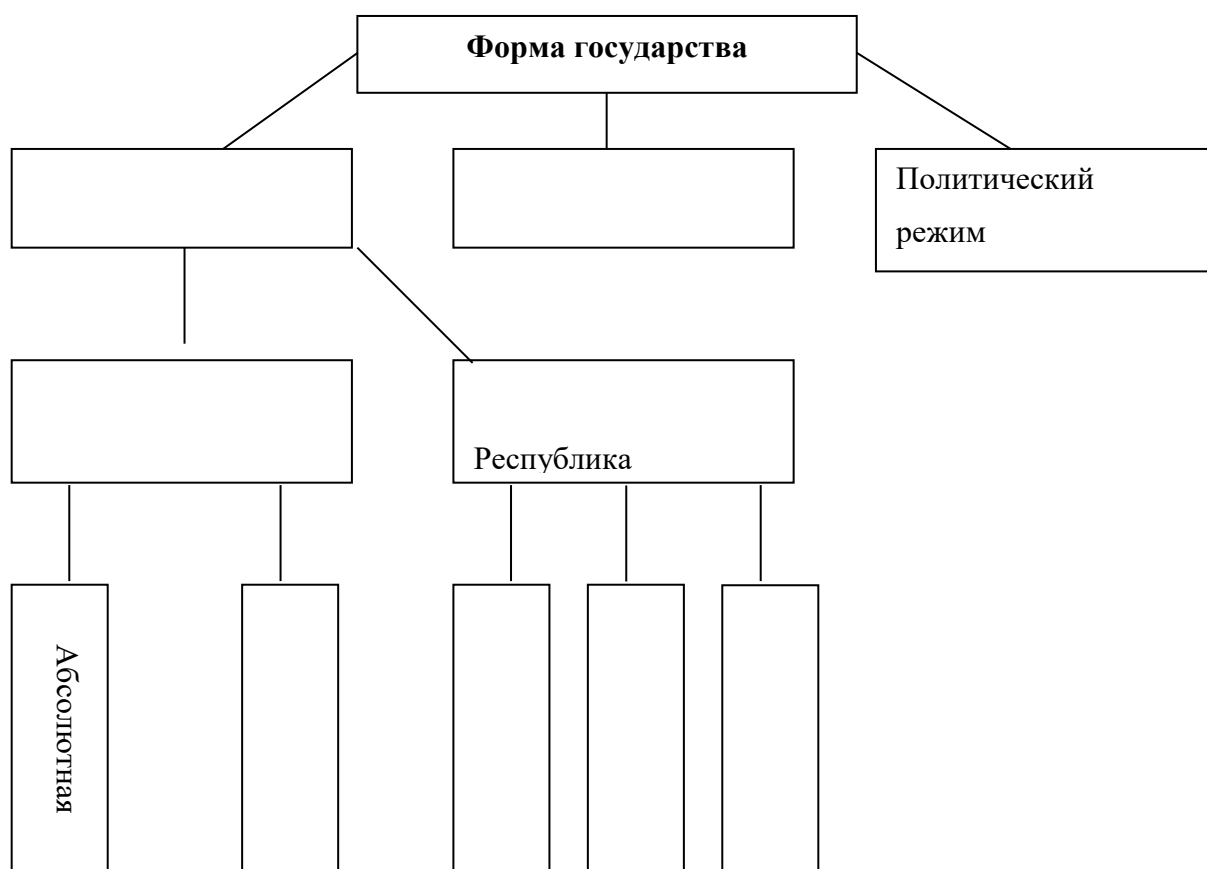 Форма государства
Политический
режим
Республика
Абсолютная